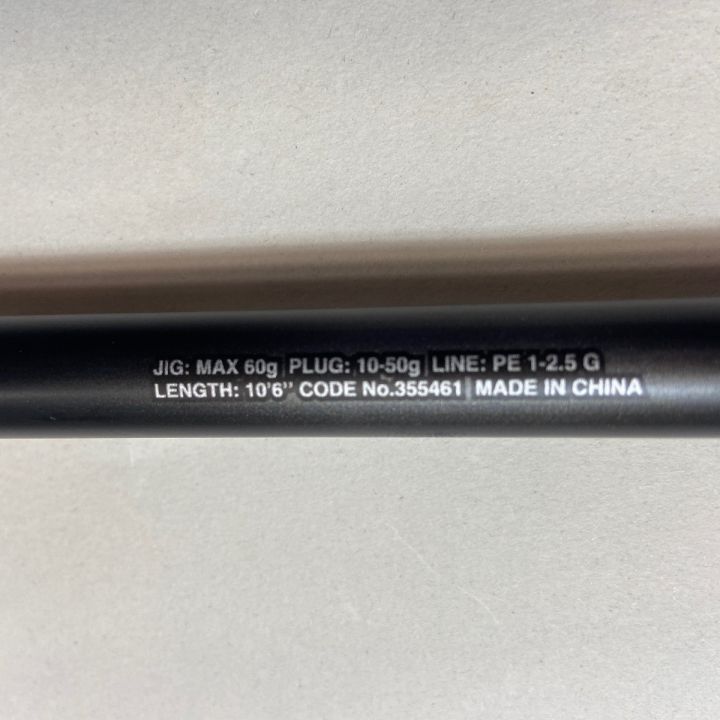 JIG: MAX 60g | PLUG: 10-50g | LINE: PE 1-2.5 G
LENGTH: 10'6" CODE No.355461 | MADE IN CHINA